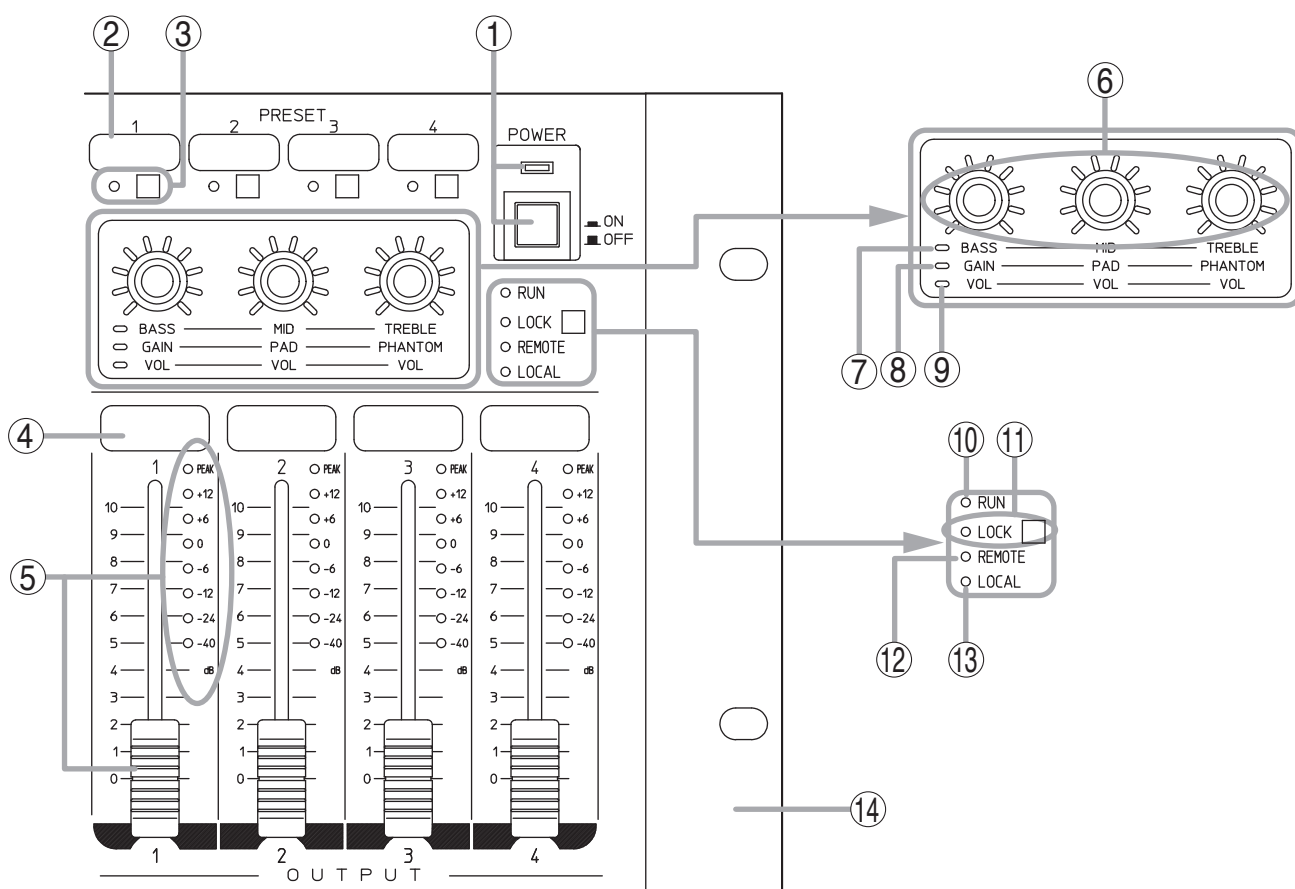 ② ③ ①
PRESET
1 2 3 4
POWER
ON
OFF
BASS MID TREBLE
GAIN PAD PHANTOM
VOL VOL VOL
RUN
LOCK
REMOTE
LOCAL
⑥
BASS MID TREBLE
GAIN PAD PHANTOM
VOL VOL VOL
⑦ ⑧ ⑨
⑩ ⑪
RUN
LOCK
REMOTE
LOCAL
⑫ ⑬
④
⑤
1 PEAK 2 PEAK 3 PEAK 4 PEAK
+12 +12 +12 +12
10 10 10 10
+6 +6 +6 +6
9 9 9 9
0 0 0 0
8 8 8 8
-6 -6 -6 -6
7 7 7 7
-12 -12 -12 -12
6 -24 6 -24 6 -24 6 -24
5 -40 5 -40 5 -40 5 -40
4 dB 4 dB 4 dB 4 dB
3 3 3 3
2 2 2 2
1 1 1 1
0 0 0 0
⑭
1 2 3 4
OUTPUT